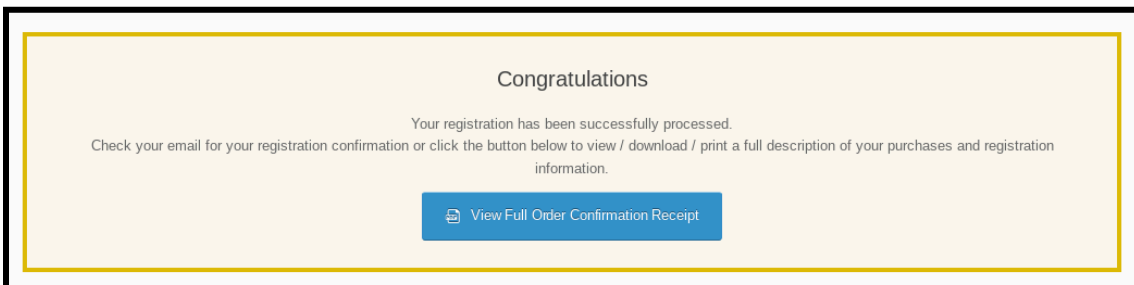 Congratulations
Your registration has been successfully processed.
Check your email for your registration confirmation or click the button below to view / download / print a full description of your purchases and registration
information.
View Full Order Confirmation Receipt